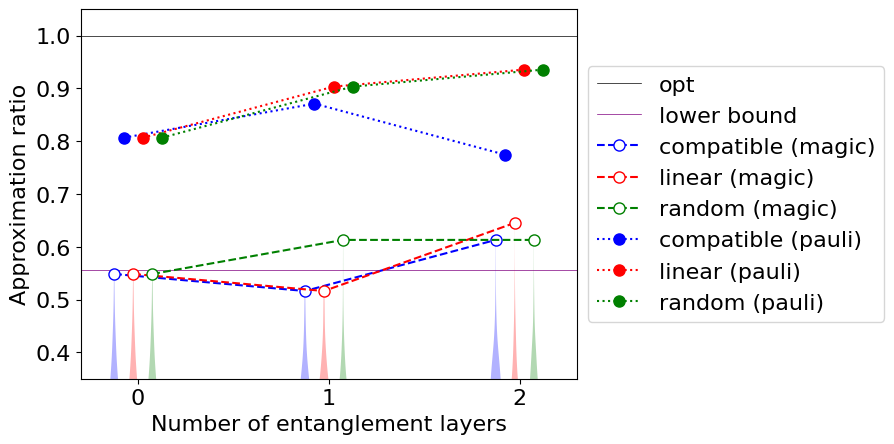 1.0
0.9
0.8
0.7
0.6
0.5
0.4
Approximation ratio
0
1
2
Number of entanglement layers
opt
lower bound
compatible (magic)
linear (magic)
random (magic)
compatible (pauli)
linear (pauli)
random (pauli)